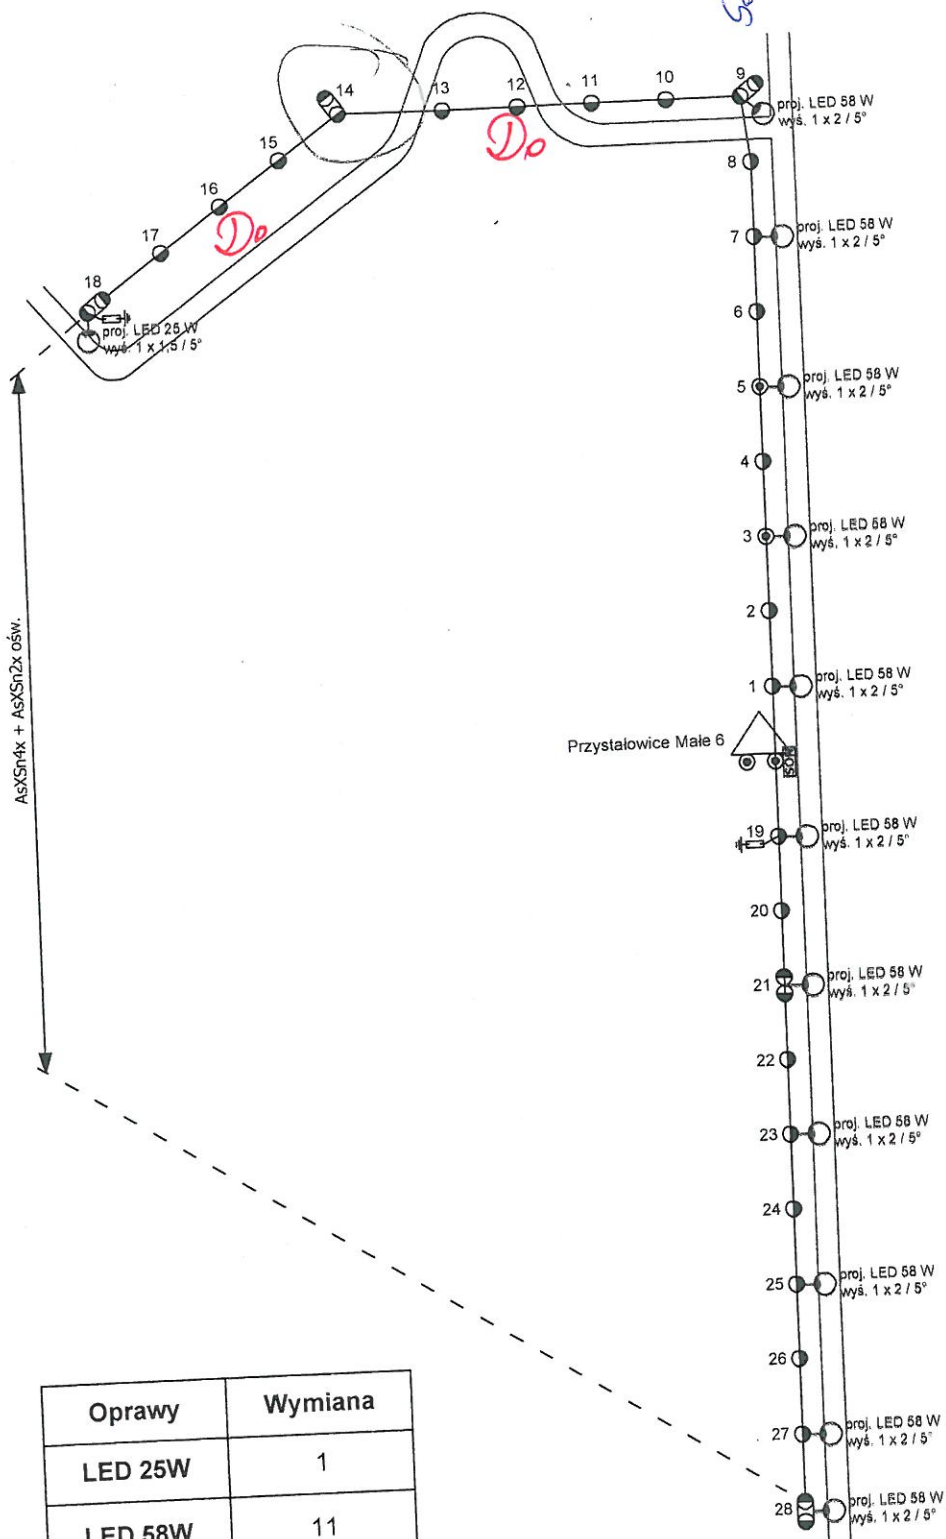 9
10
11
12
13
14
15
16
17
18
Do
Do
proj. LED 58 W
wyś. 1 x 2 / 5°
8
7
proj. LED 58 W
wyś. 1 x 2 / 5°
6
proj. LED 25 W
wyś. 1 x 1,5 / 5°
5
proj. LED 58 W
wyś. 1 x 2 / 5°
4
3
proj. LED 58 W
wyś. 1 x 2 / 5°
2
1
proj. LED 58 W
wyś. 1 x 2 / 5°
AsXSn4x + AsXSn2x ośw.
Przystałowice Małe 6
SON
19
proj. LED 58 W
wyś. 1 x 2 / 5°
20
21
proj. LED 58 W
wyś. 1 x 2 / 5°
22
23
proj. LED 58 W
wyś. 1 x 2 / 5°
24
25
proj. LED 58 W
wyś. 1 x 2 / 5°
26
27
proj. LED 58 W
wyś. 1 x 2 / 5°
28
proj. LED 58 W
wyś. 1 x 2 / 5°
Oprawy Wymiana
LED 25W 1
LED 58W 11